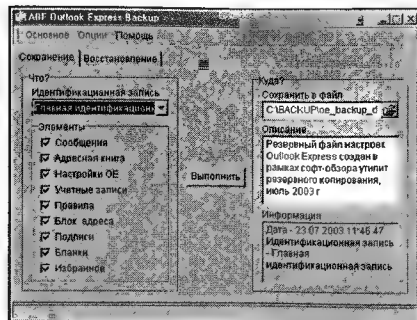 ABF Outlook Express Backup
Основное Опции Помощь
Сохранение Восстановление
Что?
Идентификационная запись
Главная идентификацион
Элементы
Сообщения
Адресная книга
Настройки OE
Учетные записи
Правила
Блок. адреса
Подписи
Бланки
Избранное
Выполнить
Куда?
Сохранить в файл
C:\BACKUP\oe_backup_d
Описание
Резервный файл настроек
Outlook Express создан в
рамках софт-обзора утилит
резервного копирования,
июль 2003 г
Информация
Дата - 23 07 2003 11:46 47
Идентификационная запись
- Главная
идентификационная запись